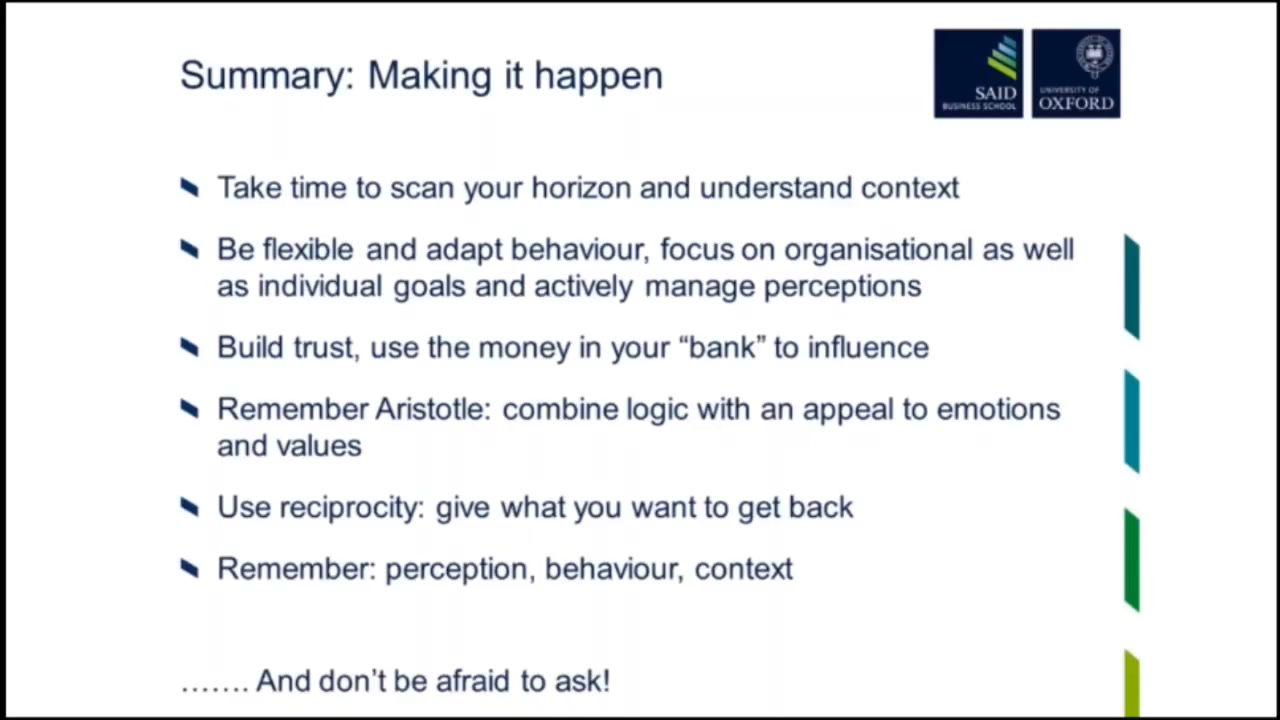 Summary: Making it happen
SAID
BUSINESS SCHOOL
UNIVERSITY OF
OXFORD
Take time to scan your horizon and understand context
Be flexible and adapt behaviour, focus on organisational as well
as individual goals and actively manage perceptions
Build trust, use the money in your “bank” to influence
Remember Aristotle: combine logic with an appeal to emotions
and values
Use reciprocity: give what you want to get back
Remember: perception, behaviour, context
……. And don’t be afraid to ask!